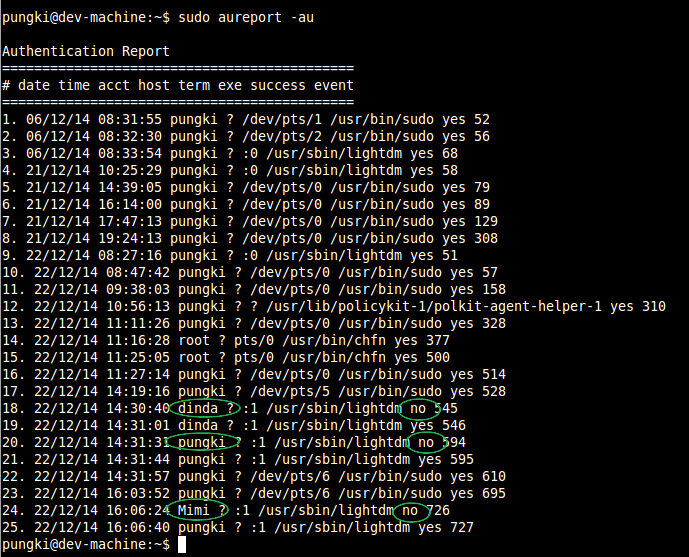 pungki@dev-machine:~$ sudo aureport -au
Authentication Report
============================================
# date time acct host term exe success event
============================================
1. 06/12/14 08:31:55 pungki ? /dev/pts/1 /usr/bin/sudo yes 52
2. 06/12/14 08:32:30 pungki ? /dev/pts/2 /usr/bin/sudo yes 56
3. 06/12/14 08:33:54 pungki ? :0 /usr/sbin/lightdm yes 68
4. 21/12/14 10:25:29 pungki ? :0 /usr/sbin/lightdm yes 58
5. 21/12/14 14:39:05 pungki ? /dev/pts/0 /usr/bin/sudo yes 79
6. 21/12/14 16:14:00 pungki ? /dev/pts/0 /usr/bin/sudo yes 89
7. 21/12/14 17:47:13 pungki ? /dev/pts/0 /usr/bin/sudo yes 129
8. 21/12/14 19:24:13 pungki ? /dev/pts/0 /usr/bin/sudo yes 308
9. 22/12/14 08:27:16 pungki ? :0 /usr/sbin/lightdm yes 51
10. 22/12/14 08:47:42 pungki ? /dev/pts/0 /usr/bin/sudo yes 57
11. 22/12/14 09:38:03 pungki ? /dev/pts/0 /usr/bin/sudo yes 158
12. 22/12/14 10:56:13 pungki ? ? /usr/lib/policykit-1/polkit-agent-helper-1 yes 310
13. 22/12/14 11:11:26 pungki ? /dev/pts/0 /usr/bin/sudo yes 328
14. 22/12/14 11:16:28 root ? pts/0 /usr/bin/chfn yes 377
15. 22/12/14 11:25:05 root ? pts/0 /usr/bin/chfn yes 500
16. 22/12/14 11:27:14 pungki ? /dev/pts/0 /usr/bin/sudo yes 514
17. 22/12/14 14:19:16 pungki ? /dev/pts/5 /usr/bin/sudo yes 528
18. 22/12/14 14:30:40 dinda ? :1 /usr/sbin/lightdm no 545
19. 22/12/14 14:31:01 dinda ? :1 /usr/sbin/lightdm yes 546
20. 22/12/14 14:31:31 pungki ? :1 /usr/sbin/lightdm no 594
21. 22/12/14 14:31:44 pungki ? :1 /usr/sbin/lightdm yes 595
22. 22/12/14 14:31:57 pungki ? /dev/pts/6 /usr/bin/sudo yes 610
23. 22/12/14 16:03:52 pungki ? /dev/pts/6 /usr/bin/sudo yes 695
24. 22/12/14 16:06:24 Mimi ? :1 /usr/sbin/lightdm no 726
25. 22/12/14 16:06:40 pungki ? :1 /usr/sbin/lightdm yes 727
pungki@dev-machine:~$